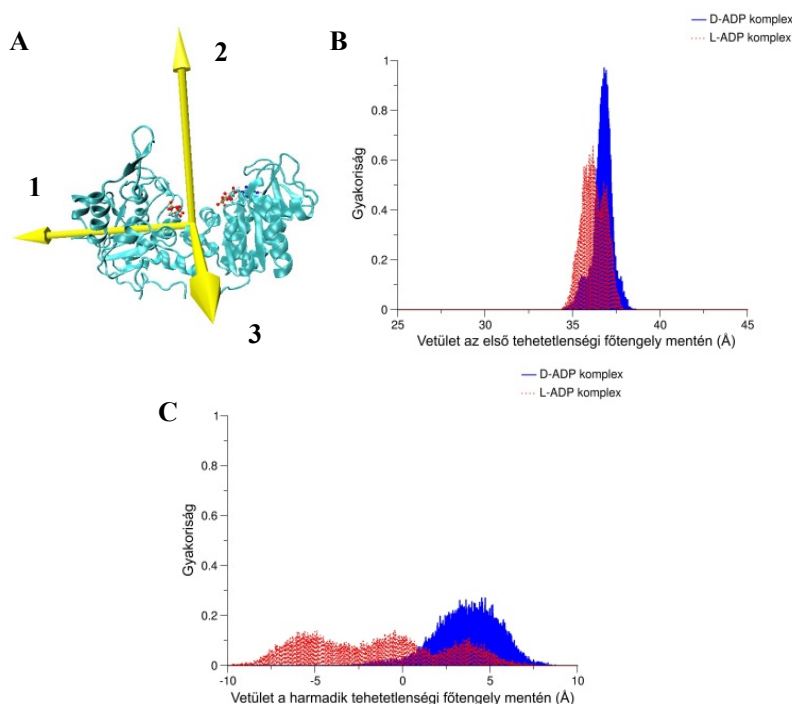 A
2
1
3
B
D-ADP komplex
L-ADP komplex
Gyakoriság
1
0.8
0.6
0.4
0.2
0
25 30 35 40 45
Vetület az első tehetetlenségi főtengely mentén (Å)
C
D-ADP komplex
L-ADP komplex
Gyakoriság
1
0.8
0.6
0.4
0.2
0
-10 -5 0 5 10
Vetület a harmadik tehetetlenségi főtengely mentén (Å)